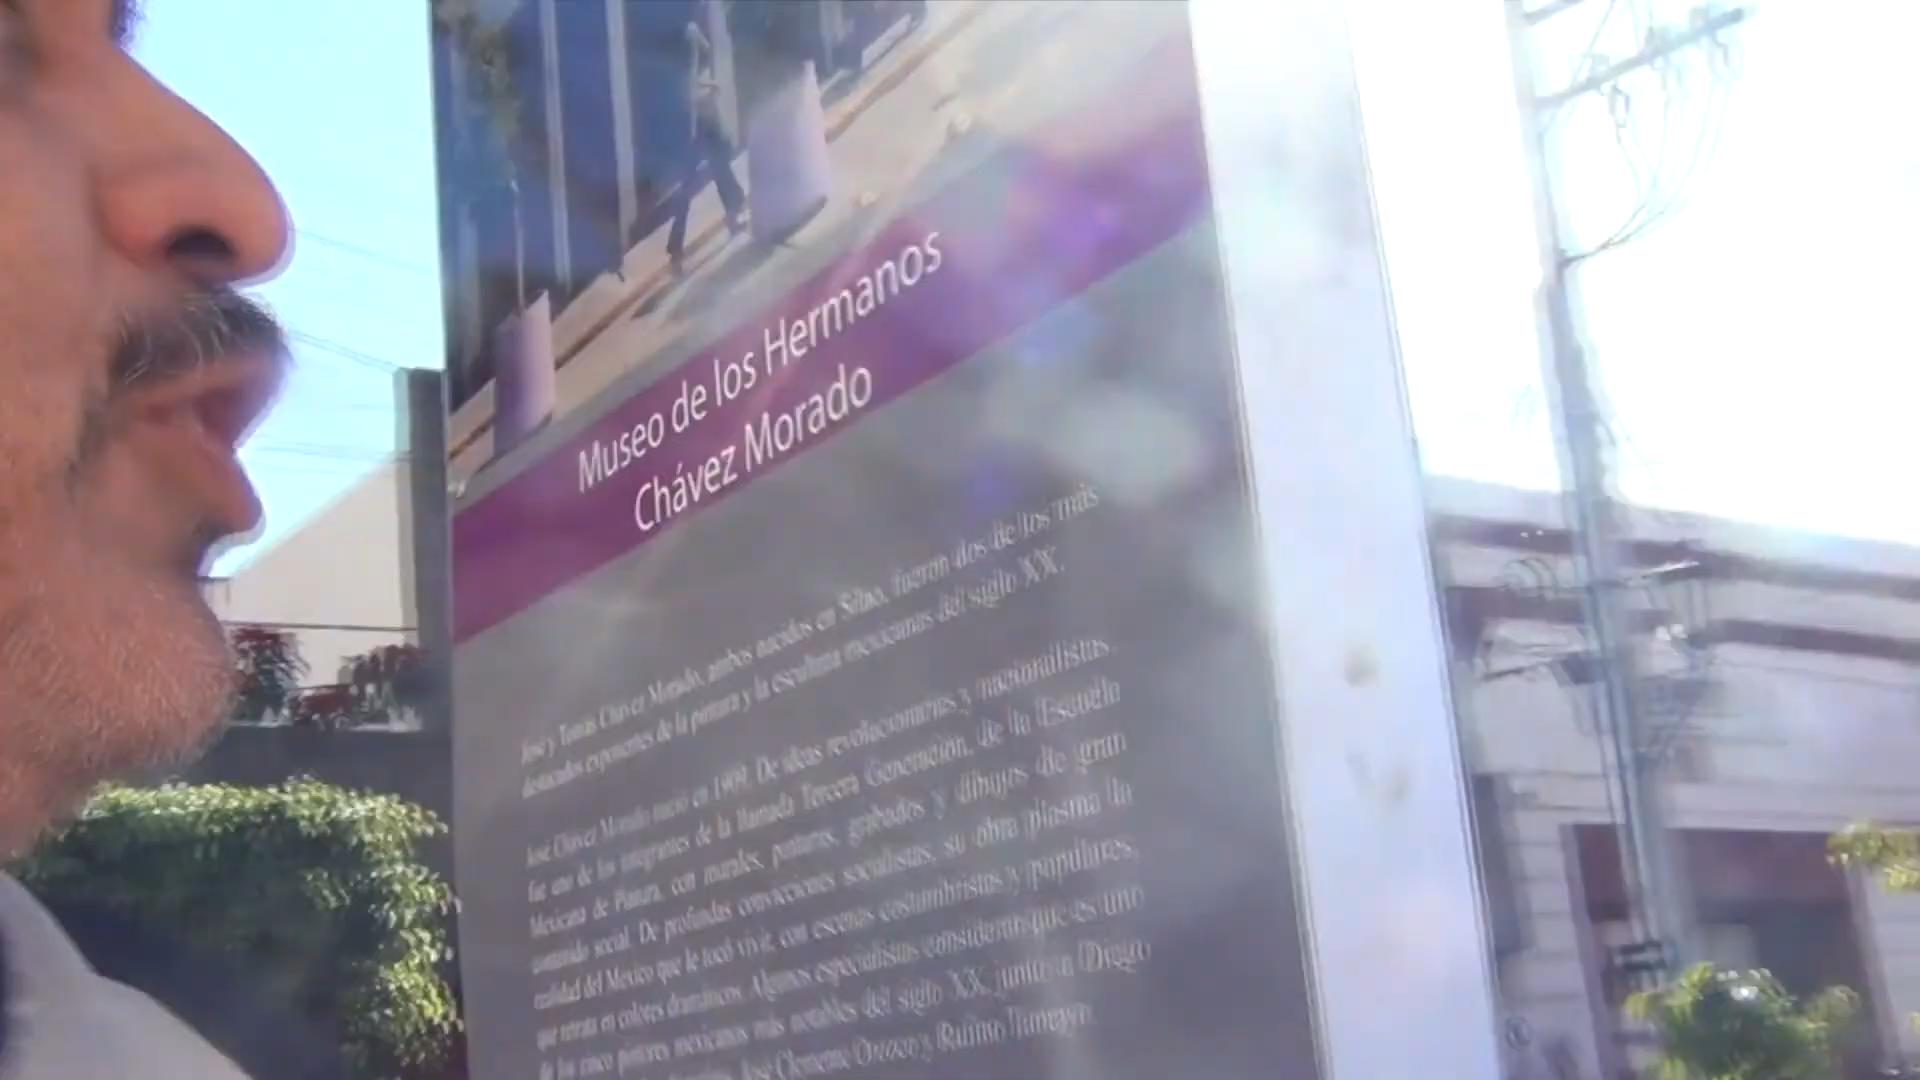 Museo de los Hermanos
Chávez Morado
José y Tomás Chávez Morado, ambos nacidos en Silao, fueron dos de los más
destacados exponentes de la pintura y la escultura mexicanas del siglo XX.
José Chávez Morado nació en 1909. De ideas revolucionarias y nacionalistas,
fue uno de los integrantes de la llamada Tercera Generación, de la Escuela
Mexicana de Pintura, con murales, pinturas, grabados y dibujos de gran
contenido social. De profundas convicciones socialistas, su obra plasma la
realidad del México que le tocó vivir, con escenas costumbristas y populares,
que retrata en colores dramáticos. Algunos especialistas consideran que es uno
de los cinco pintores mexicanos más notables del siglo XX, junto a Diego
José Clemente Orozco y Rufino Tamayo